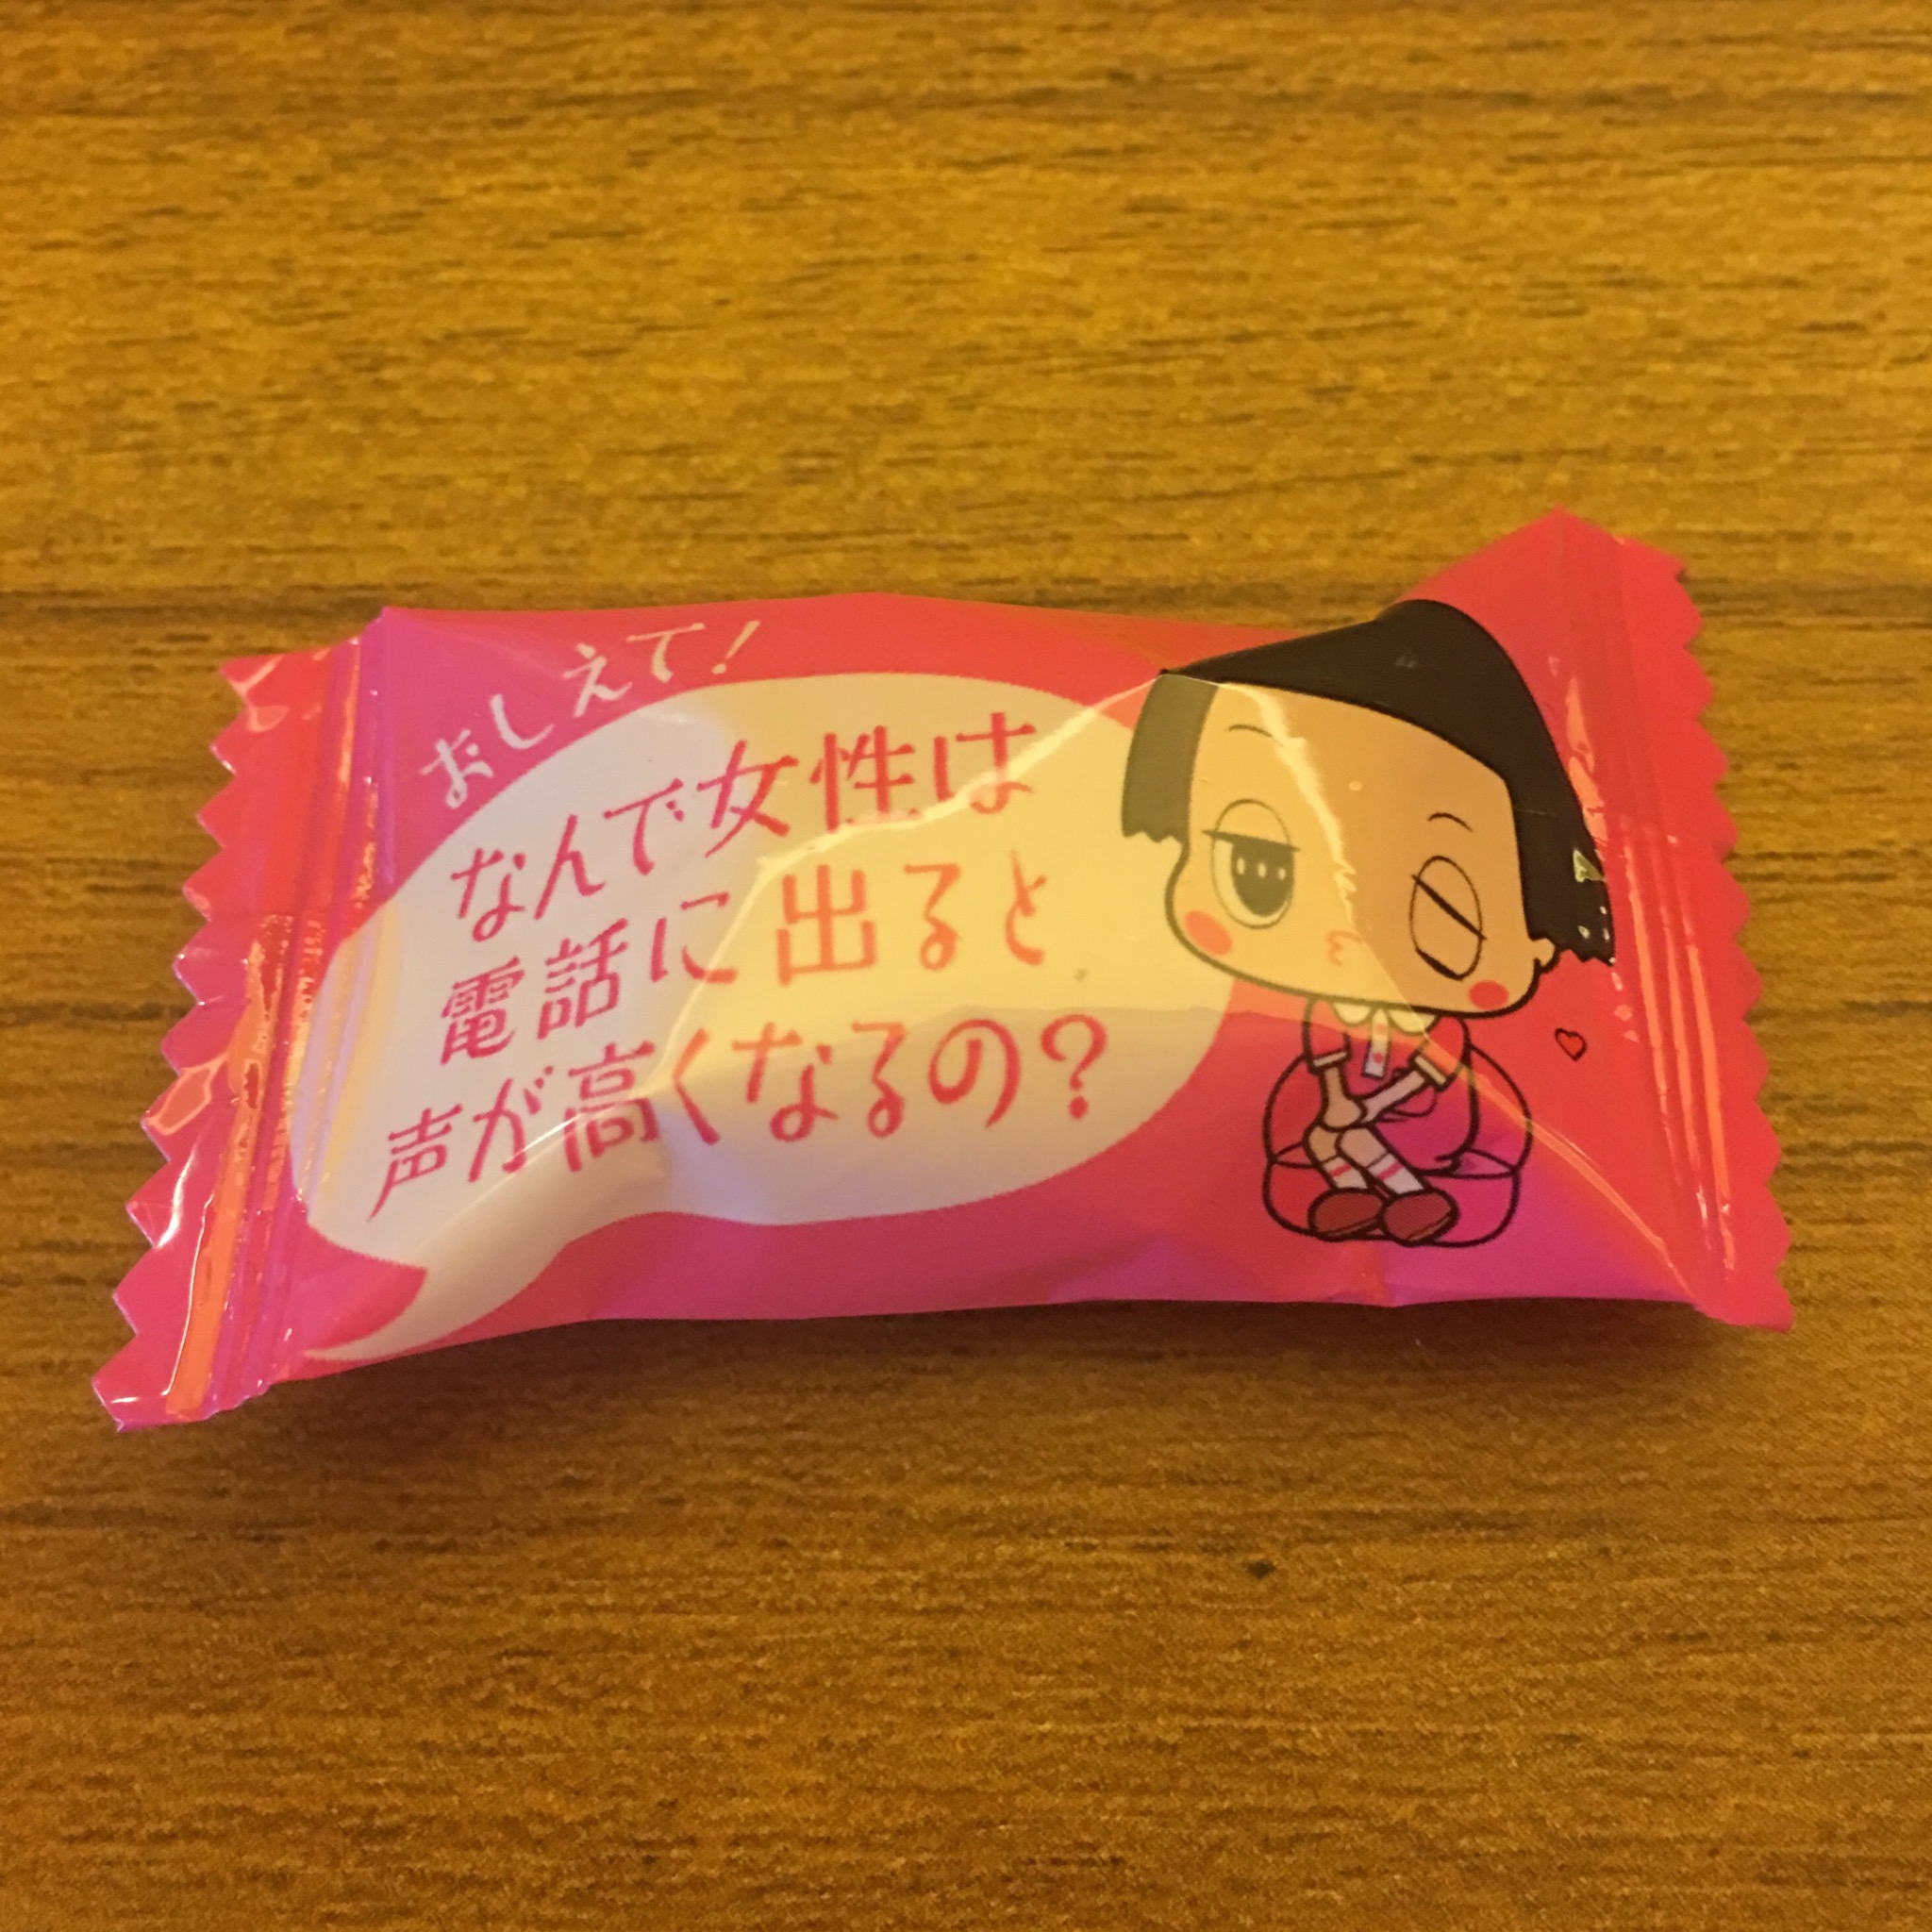 おしえて!
なんで女性は
電話に出ると
声が高くなるの?